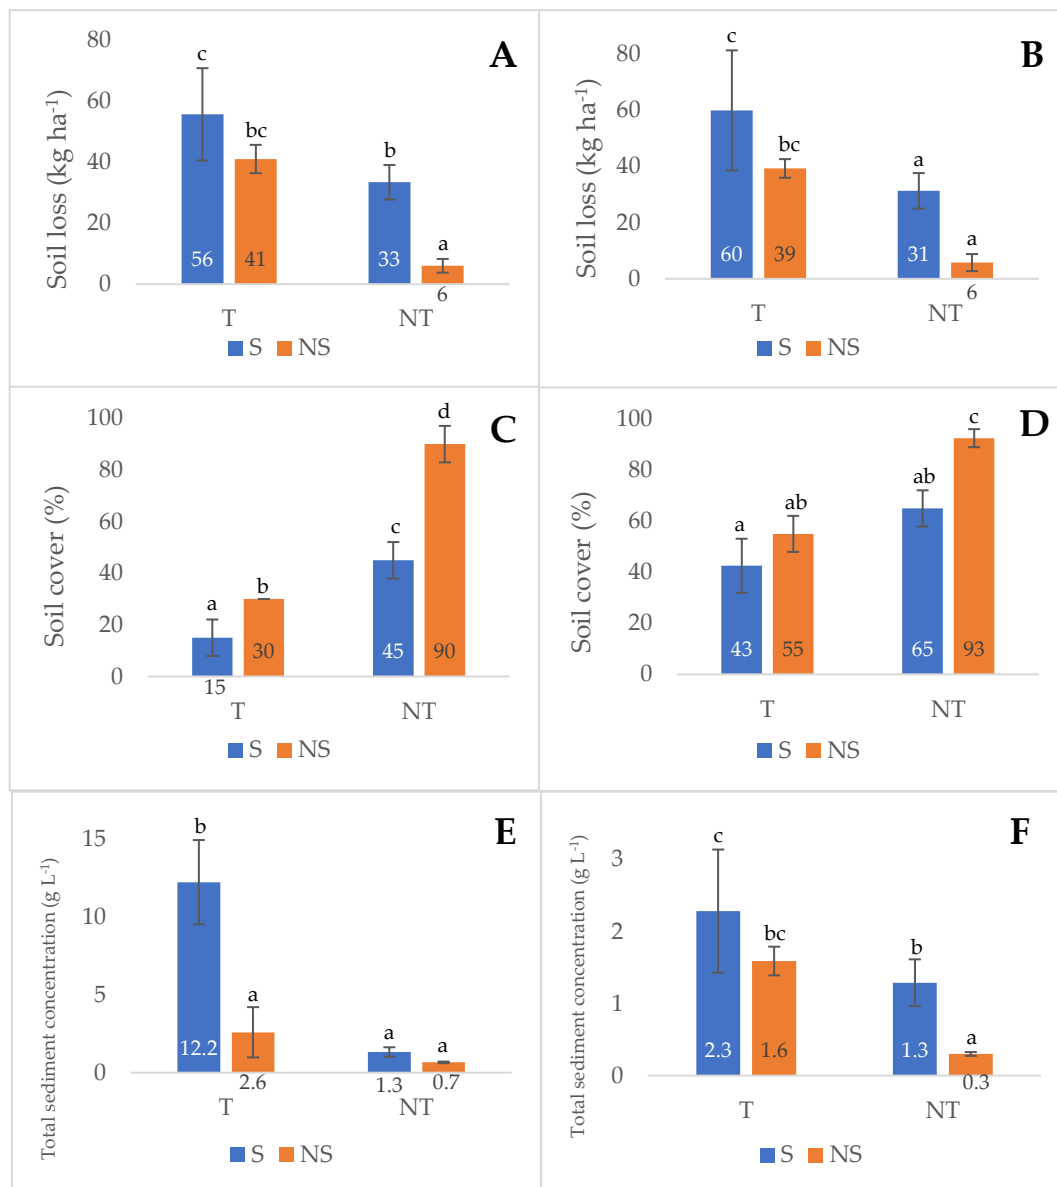 A
Soil loss (kg ha⁻¹)
80
60
40
20
0
c
bc
b
a
56
41
33
6
T
NT
S
NS
B
Soil loss (kg ha⁻¹)
80
60
40
20
0
c
bc
a
a
60
39
31
6
T
NT
S
NS
C
Soil cover (%)
100
80
60
40
20
0
a
b
c
d
15
30
45
90
T
NT
S
NS
D
Soil cover (%)
100
80
60
40
20
0
a
ab
ab
c
43
55
65
93
T
NT
S
NS
E
Total sediment concentration (g L⁻¹)
15
10
5
0
b
a
a
a
12.2
2.6
1.3
0.7
T
NT
S
NS
F
Total sediment concentration (g L⁻¹)
3
2
1
0
c
bc
b
a
2.3
1.6
1.3
0.3
T
NT
S
NS